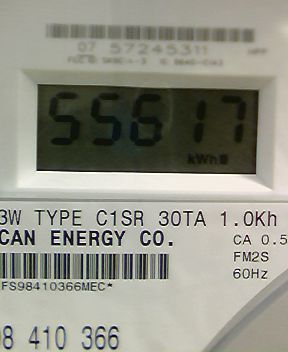 07 57245311
55617
kWh
3W TYPE C1SR 30TA 1.0Kh
CAN ENERGY CO.
CA 0.5
FM2S
60Hz
FS98410366MEC*
98 410 366